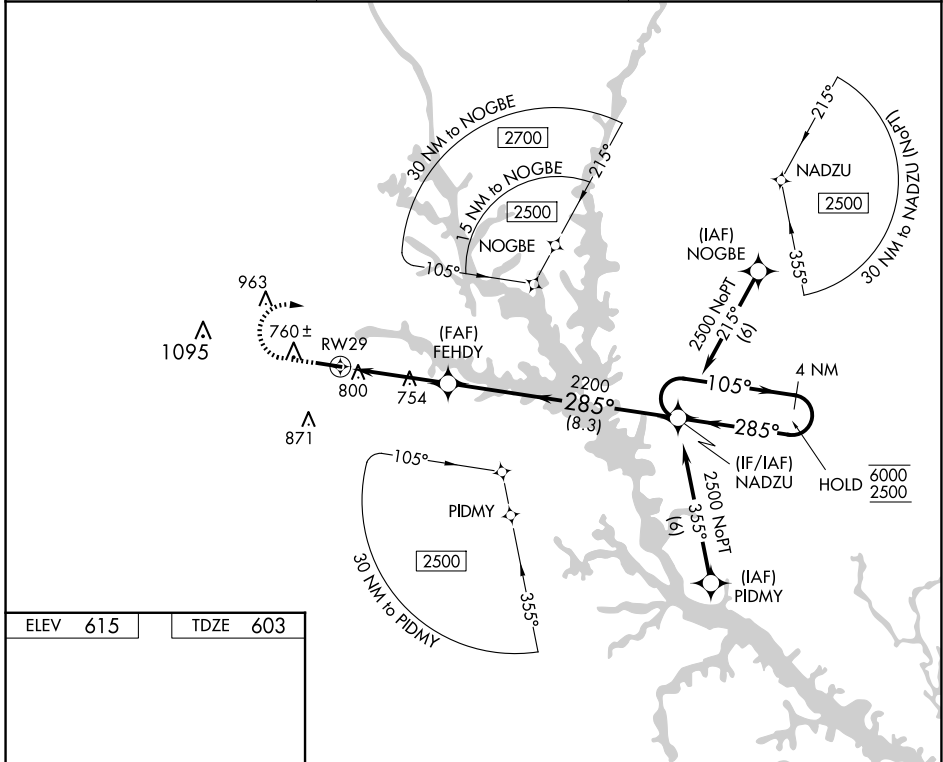 30 NM to NOGBE
2700
215°
15 NM to NOGBE
2500
NOGBE
105°
215°
NADZU
2500
30 NM to NADZU (NoPT)
355°
(IAF)
NOGBE
2500 NoPT
215°
(6)
963
1095
760 ±
RW29
(FAF)
FEHDY
800
754
871
2200
285°
(8.3)
105°
4 NM
285°
(IF/IAF)
NADZU
HOLD
6000
2500
2500 NoPT
355°
(6)
(IAF)
PIDMY
105°
PIDMY
2500
30 NM to PIDMY
355°
ELEV 615
TDZE 603